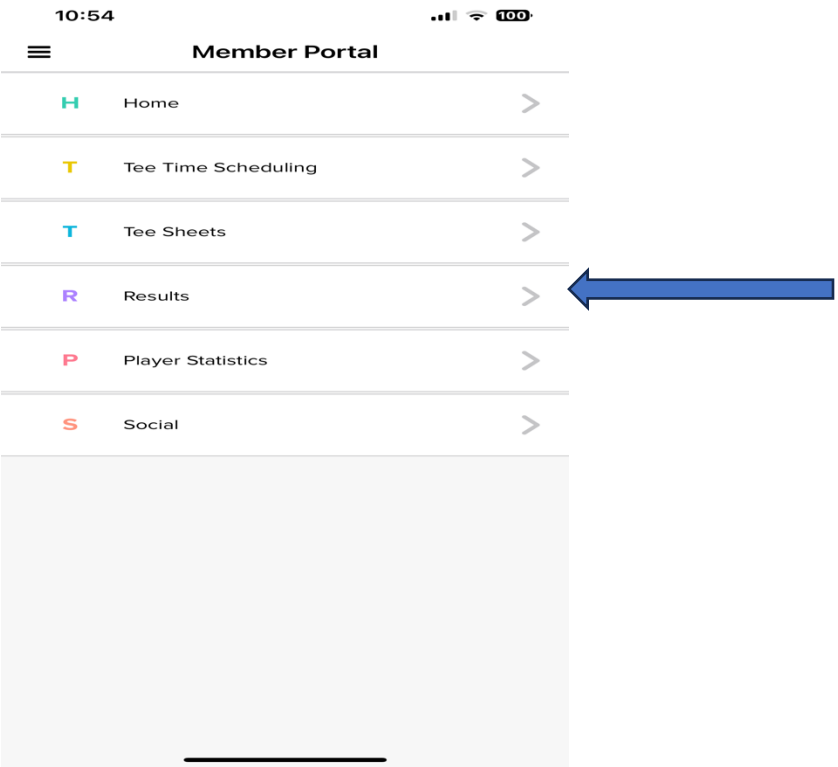 10:54 100
Member Portal
H Home
T Tee Time Scheduling
T Tee Sheets
R Results
P Player Statistics
S Social